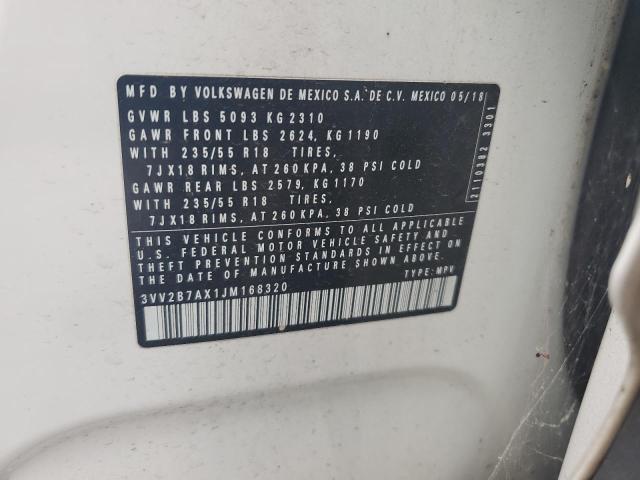 MFD BY VOLKSWAGEN DE MEXICO S.A. DE C.V. MEXICO 05/18
GVWR LBS 5093 KG 2310
GAWR FRONT LBS 2624, KG 1190
WITH 235/55 R18 TIRES,
7JX18 RIMS, AT 260 KPA, 38 PSI COLD
GAWR REAR LBS 2579, KG 1170
WITH 235/55 R18 TIRES,
7JX18 RIMS, AT 260 KPA, 38 PSI COLD
THIS VEHICLE CONFORMS TO ALL APPLICABLE
U.S. FEDERAL MOTOR VEHICLE SAFETY AND
THEFT PREVENTION STANDARDS IN EFFECT ON
THE DATE OF MANUFACTURE SHOWN ABOVE.
3VV2B7AX1JM168320 TYPE: MPV
2110382 3301